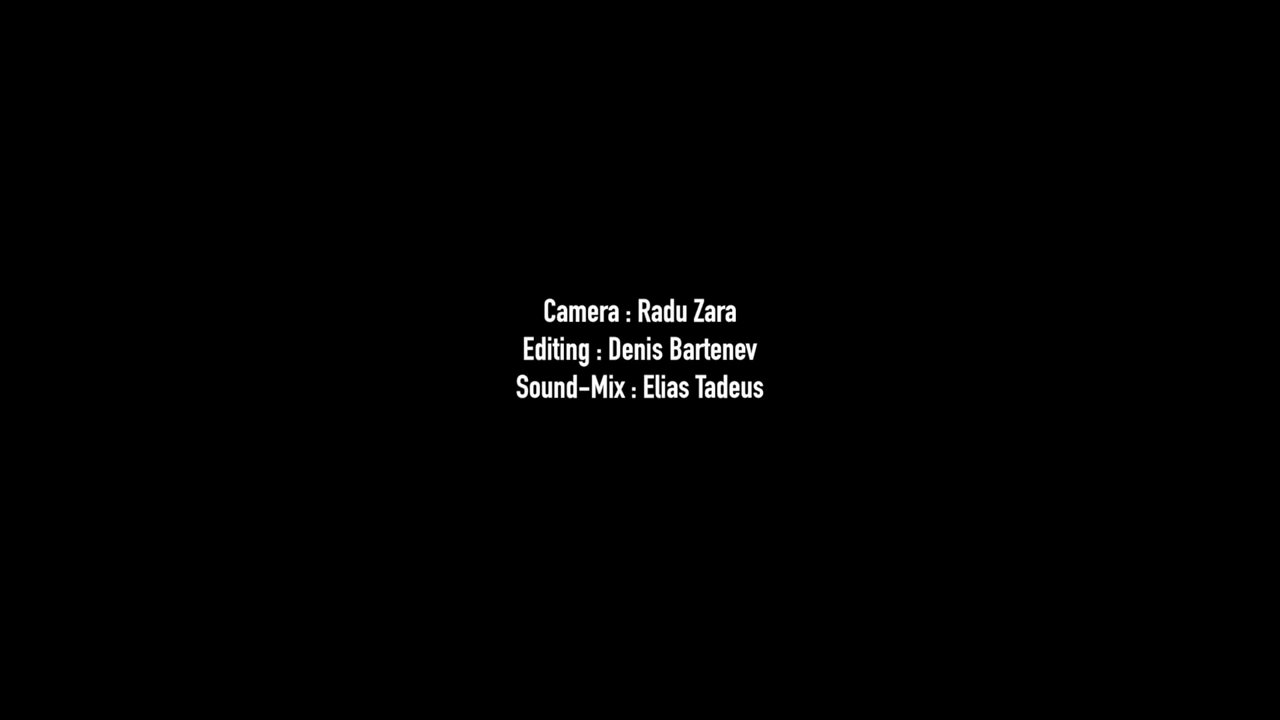 Camera : Radu Zara
Editing : Denis Bartenev
Sound-Mix : Elias Tadeus